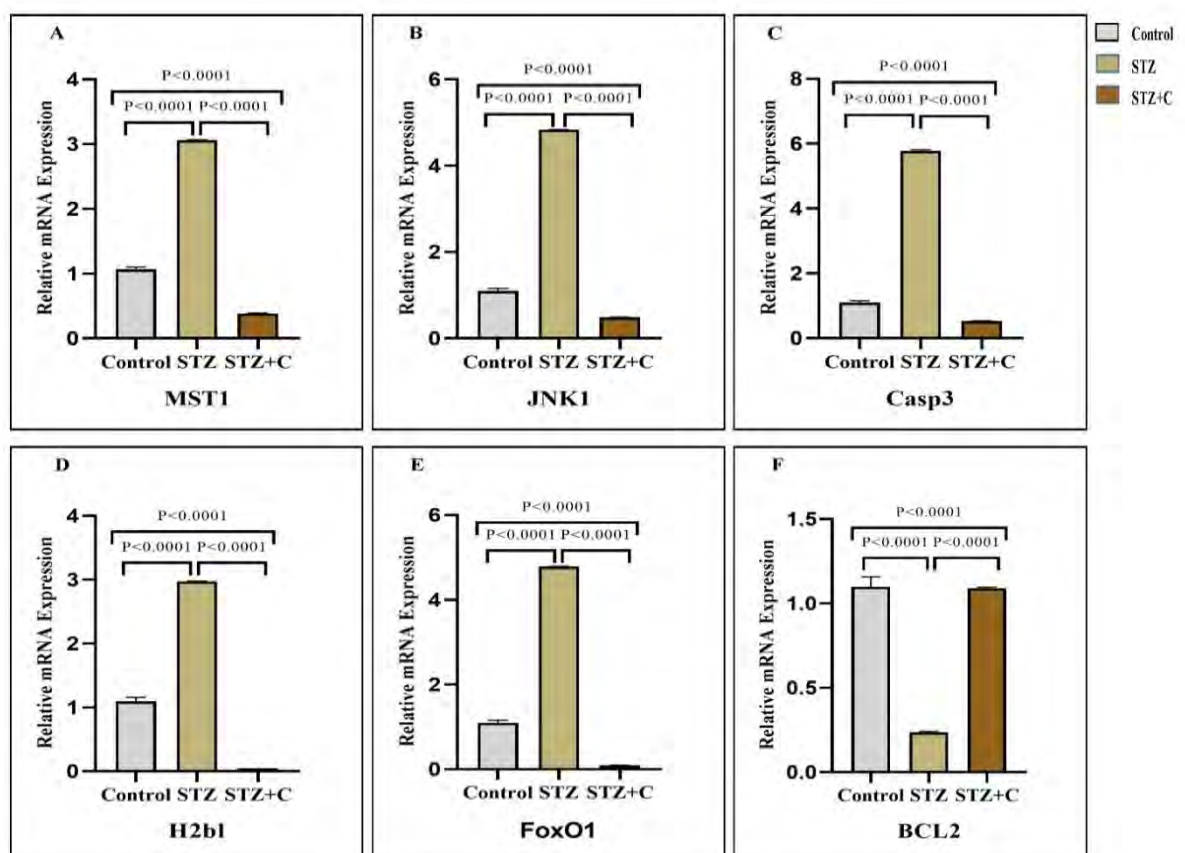 A
P<0.0001
P<0.0001 P<0.0001
4
3
2
1
0
Relative mRNA Expression
Control STZ STZ+C
MST1
B
P<0.0001
P<0.0001 P<0.0001
6
4
2
0
Relative mRNA Expression
Control STZ STZ+C
JNK1
C
P<0.0001
P<0.0001 P<0.0001
8
6
4
2
0
Relative mRNA Expression
Control STZ STZ+C
Casp3
Control
STZ
STZ+C
D
P<0.0001
P<0.0001 P<0.0001
4
3
2
1
0
Relative mRNA Expression
Control STZ STZ+C
H2bl
E
P<0.0001
P<0.0001 P<0.0001
6
4
2
0
Relative mRNA Expression
Control STZ STZ+C
FoxO1
F
P<0.0001
P<0.0001 P<0.0001
1.5
1.0
0.5
0.0
Relative mRNA Expression
Control STZ STZ+C
BCL2